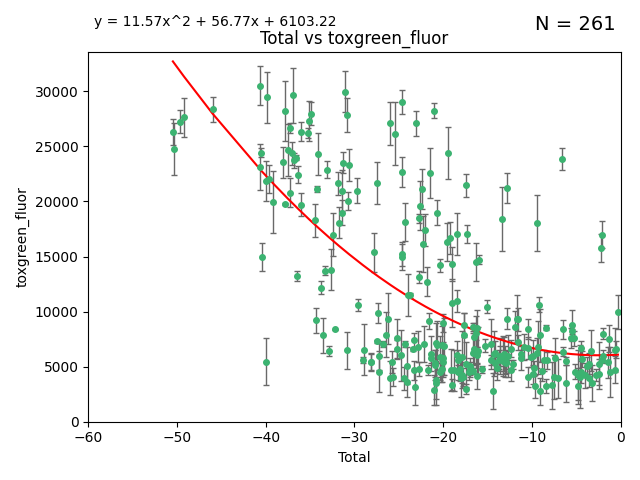 y = 11.57x^2 + 56.77x + 6103.22
N = 261
Total vs toxgreen_fluor
toxgreen_fluor
30000
25000
20000
15000
10000
5000
0
−60
−50
−40
−30
−20
−10
0
Total